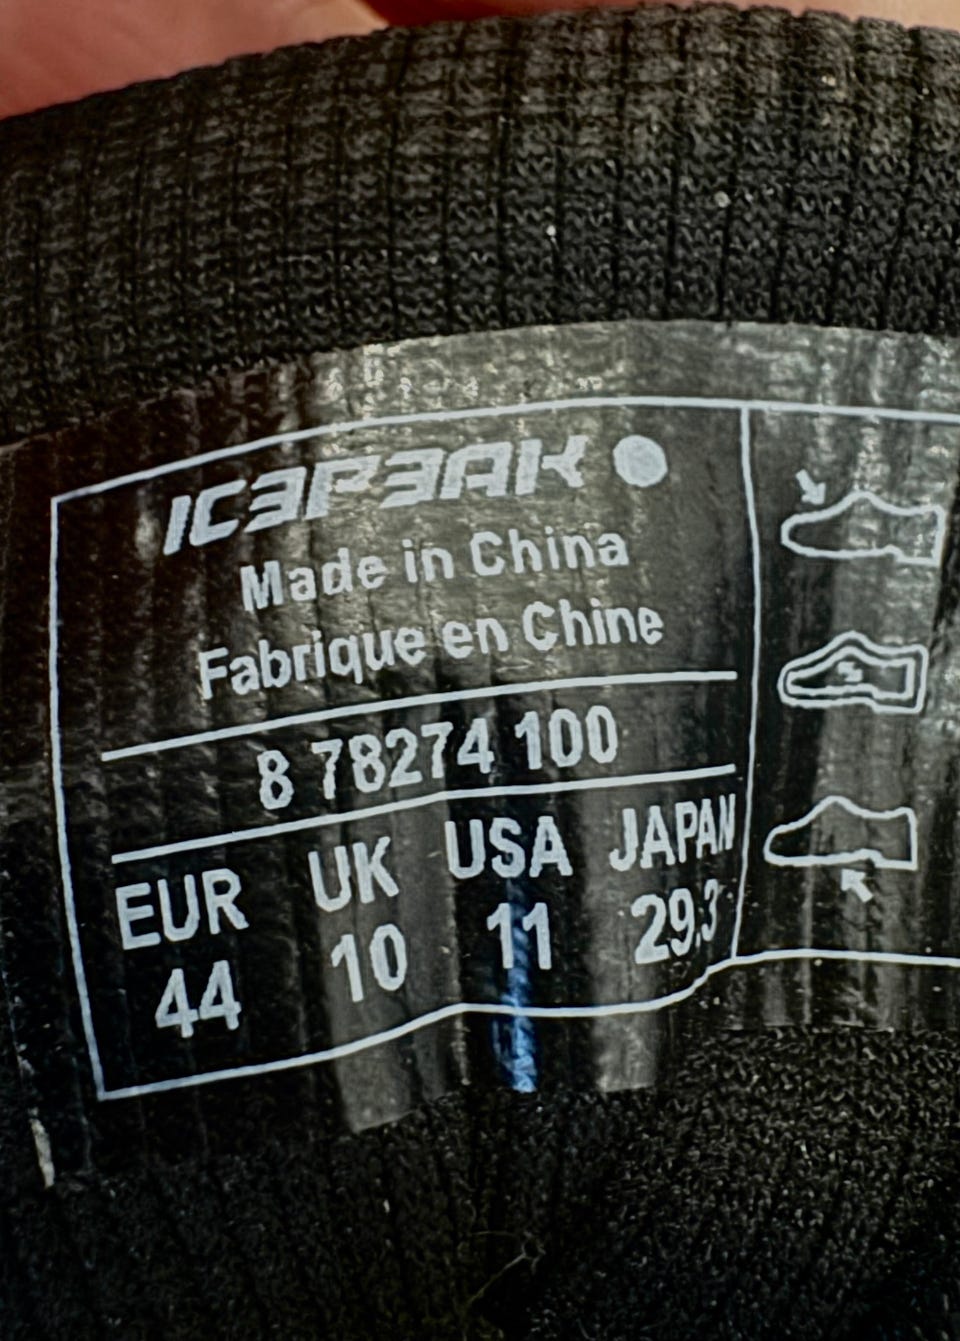 ICEPEAK
Made in China
Fabrique en Chine
8 78274 100
EUR UK USA JAPAN
44 10 11 29.3